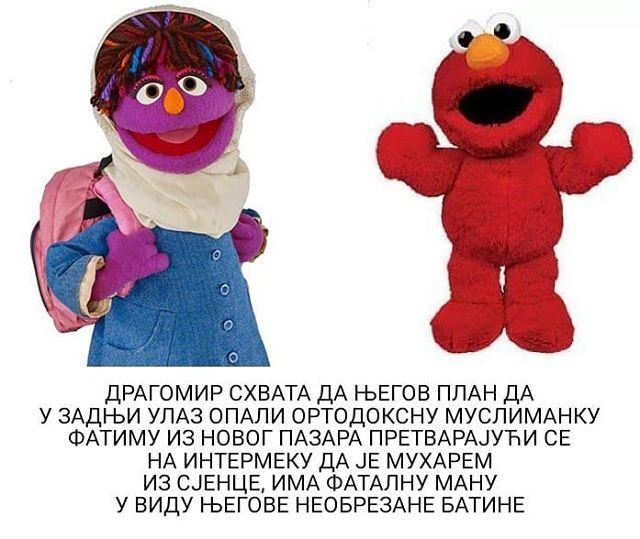 ДРАГОМИР СХВАТА ДА ЊЕГОВ ПЛАН ДА
У ЗАДЊИ УЛАЗ ОПАЛИ ОРТОДОКСНУ МУСЛИМАНКУ
ФАТИМУ ИЗ НОВОГ ПАЗАРА ПРЕТВАРАЈУЋИ СЕ
НА ИНТЕРМЕКУ ДА ЈЕ МУХАРЕМ
ИЗ СЈЕНЦЕ, ИМА ФАТАЛНУ МАНУ
У ВИДУ ЊЕГОВЕ НЕОБРЕЗАНЕ БАТИНЕ